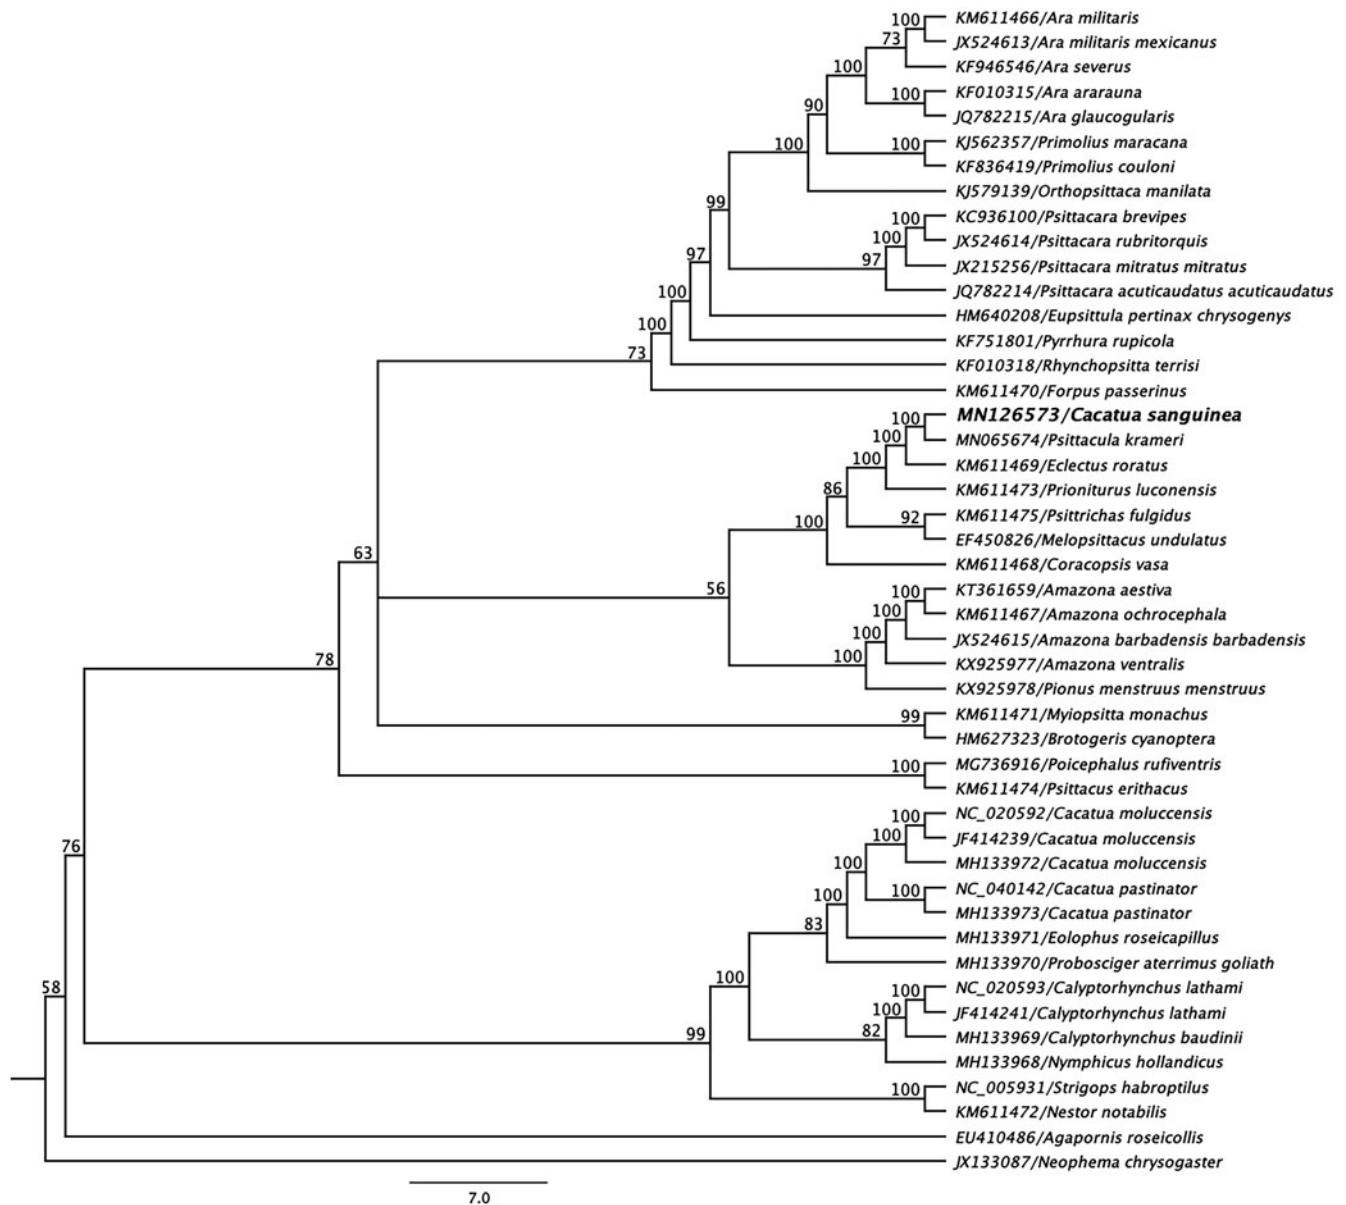 100 KM611466/Ara militaris
73 JX524613/Ara militaris mexicanus
100 KF946546/Ara severus
100 KF010315/Ara ararauna
90 JQ782215/Ara glaucogularis
100 100 KJ562357/Primolius maracana
KF836419/Primolius couloni
KJ579139/Orthopsittaca manilata
99 100 KC936100/Psittacara brevipes
100 JX524614/Psittacara rubritorquis
97 97 JX215256/Psittacara mitratus mitratus
JQ782214/Psittacara acuticaudatus acuticaudatus
100 HM640208/Eupsittula pertinax chrysogenys
100 KF751801/Pyrrhura rupicola
73 KF010318/Rhynchopsitta terrisi
KM611470/Forpus passerinus
100 MN126573/Cacatua sanguinea
100 MN065674/Psittacula krameri
100 KM611469/Eclectus roratus
86 KM611473/Prioniturus luconensis
100 92 KM611475/Psittrichas fulgidus
EF450826/Melopsittacus undulatus
63 KM611468/Coracopsis vasa
56 100 KT361659/Amazona aestiva
100 KM611467/Amazona ochrocephala
100 JX524615/Amazona barbadensis barbadensis
78 100 KX925977/Amazona ventralis
KX925978/Pionus menstruus menstruus
99 KM611471/Myiopsitta monachus
HM627323/Brotogeris cyanoptera
100 MG736916/Poicephalus rufiventris
KM611474/Psittacus erithacus
100 NC_020592/Cacatua moluccensis
76 100 JF414239/Cacatua moluccensis
100 MH133972/Cacatua moluccensis
100 100 NC_040142/Cacatua pastinator
MH133973/Cacatua pastinator
83 MH133971/Eolophus roseicapillus
MH133970/Probosciger aterrimus goliath
58 100 100 NC_020593/Calyptorhynchus lathami
100 JF414241/Calyptorhynchus lathami
99 82 MH133969/Calyptorhynchus baudinii
MH133968/Nymphicus hollandicus
100 NC_005931/Strigops habroptilus
KM611472/Nestor notabilis
EU410486/Agapornis roseicollis
JX133087/Neophema chrysogaster
7.0